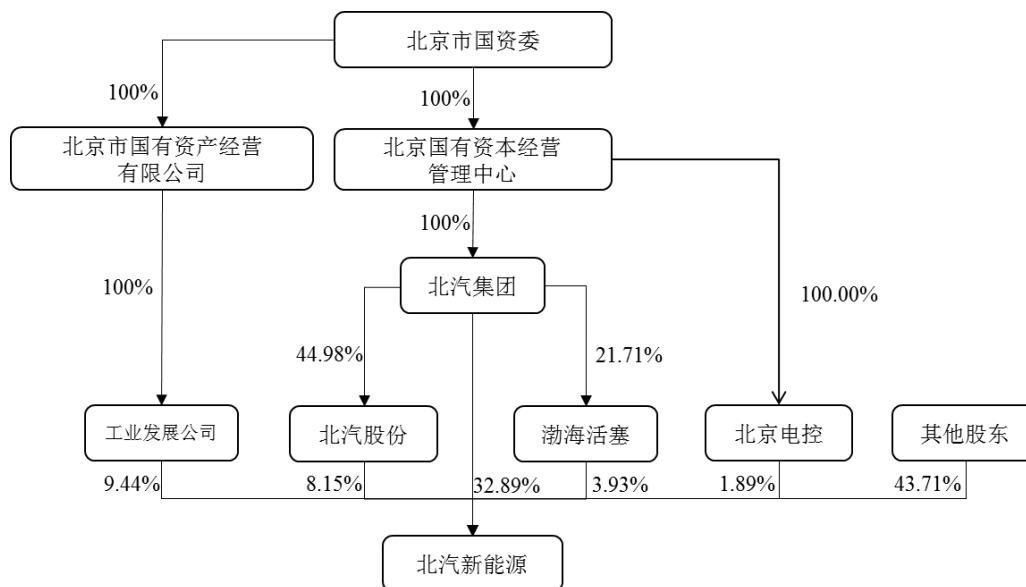 北京市国资委
100%
100%
北京市国有资产经营
有限公司
北京国有资本经营
管理中心
100%
北汽集团
100%
100.00%
44.98%
21.71%
工业发展公司
北汽股份
渤海活塞
北京电控
其他股东
9.44%
8.15%
32.89%
3.93%
1.89%
43.71%
北汽新能源